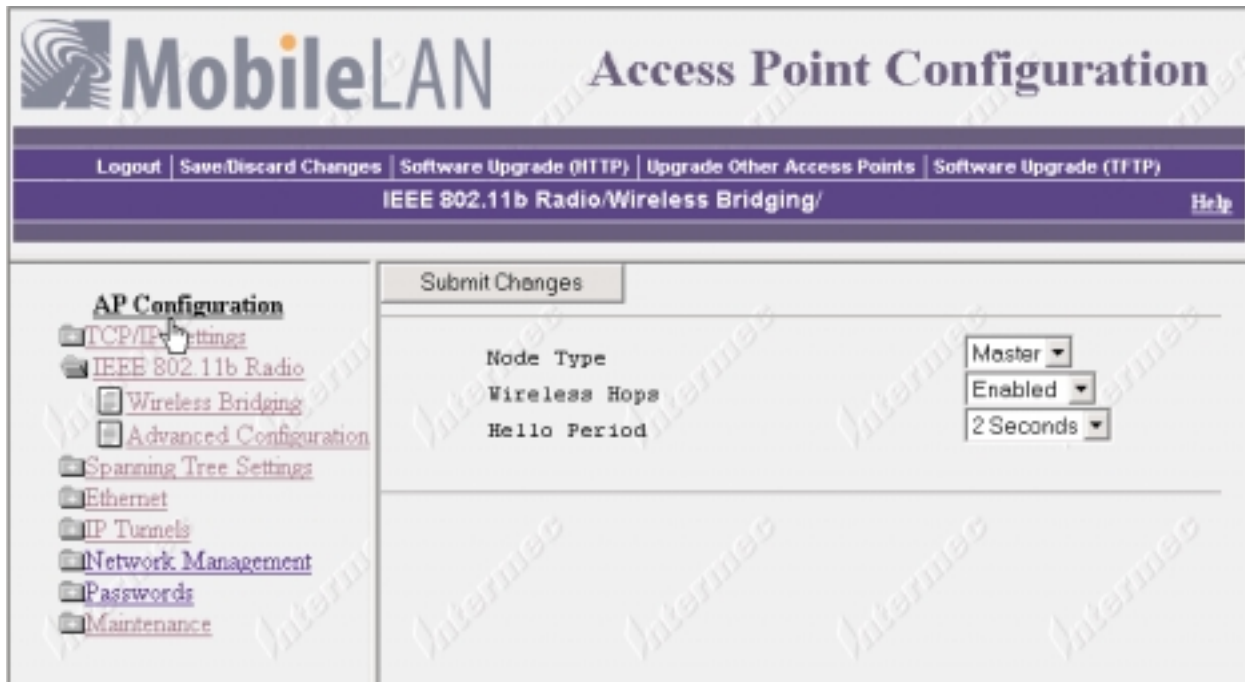 MobileLAN
Access Point Configuration
Logout | Save/Discard Changes | Software Upgrade (HTTP) | Upgrade Other Access Points | Software Upgrade (TFTP)
IEEE 802.11b Radio/Wireless Bridging/
Help
AP Configuration
TCP/IP Settings
IEEE 802.11b Radio
Wireless Bridging
Advanced Configuration
Spanning Tree Settings
Ethernet
IP Tunnels
Network Management
Passwords
Maintenance
Submit Changes
Node Type Master
Wireless Hops Enabled
Hello Period 2 Seconds
Intermec